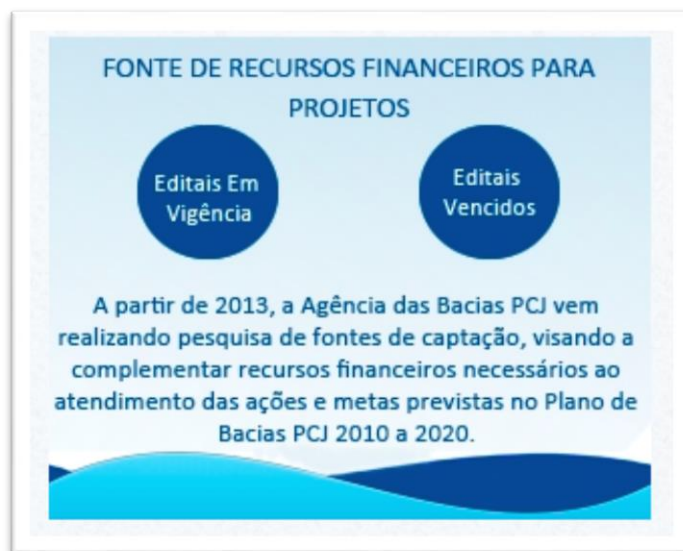 FONTE DE RECURSOS FINANCEIROS PARA
PROJETOS
Editais Em
Vigência
Editais
Vencidos
A partir de 2013, a Agência das Bacias PCJ vem
realizando pesquisa de fontes de captação, visando a
complementar recursos financeiros necessários ao
atendimento das ações e metas previstas no Plano de
Bacias PCJ 2010 a 2020.